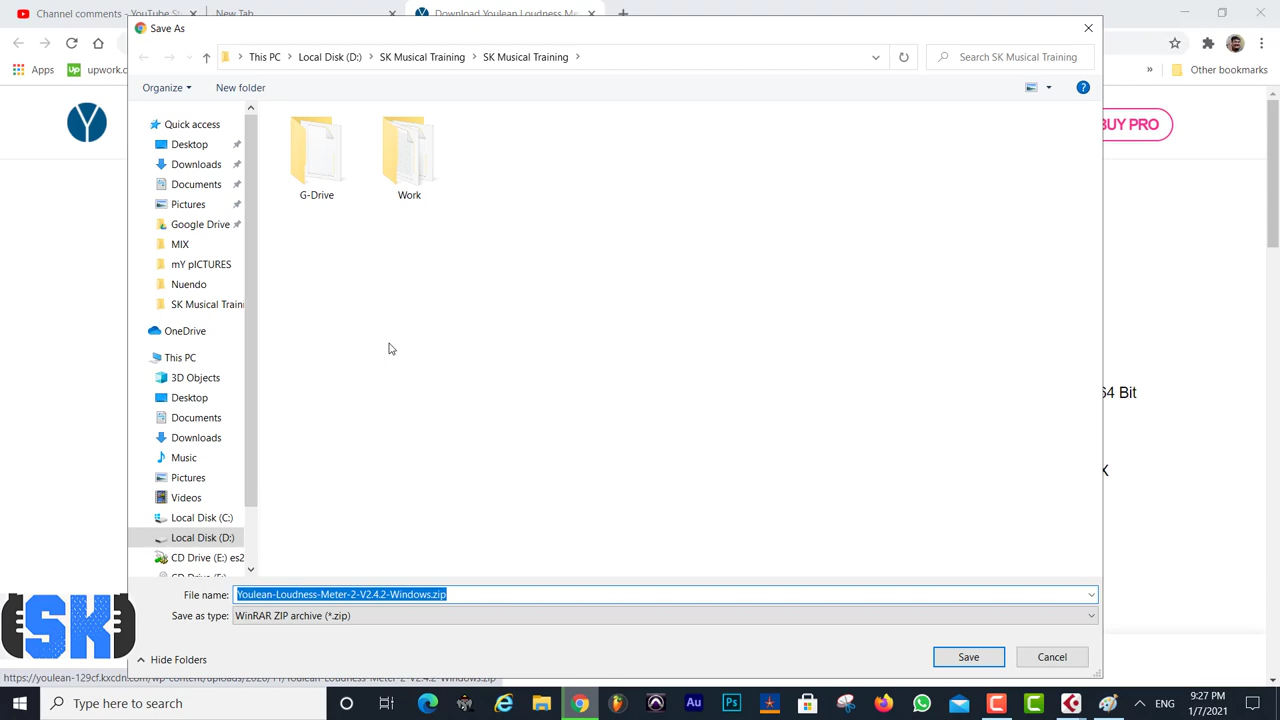 Comment moderation - YouTube S
New Tab
Download Youlean Loudness Me
Save As
This PC
Local Disk (D:)
SK Musical Training
SK Musical Training
Search SK Musical Training
Apps
upwork.c
Other bookmarks
Organize
New folder
Y
BUY PRO
Quick access
Desktop
Downloads
Documents
Pictures
Google Drive
MIX
mY pICTURES
Nuendo
SK Musical Traini
OneDrive
This PC
3D Objects
Desktop
Documents
Downloads
Music
Pictures
Videos
Local Disk (C:)
Local Disk (D:)
CD Drive (E:) es2
G-Drive
Work
64 Bit
X
File name:
Youlean-Loudness-Meter-2-V2.4.2-Windows.zip
Save as type:
WinRAR ZIP archive (*.zip)
Hide Folders
Save
Cancel
SK
Type here to search
Au
Ps
ENG
9:27 PM
1/7/2021